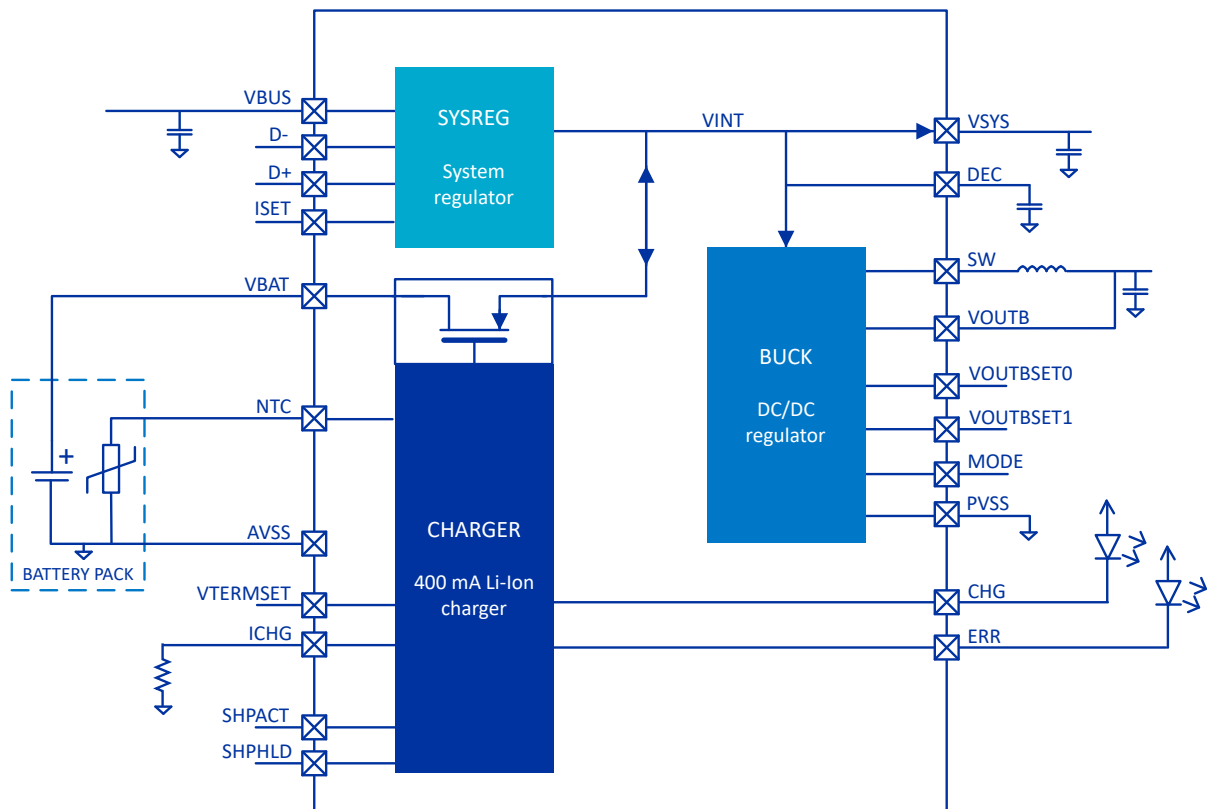 VBUS
D-
D+
ISET
SYSREG
System
regulator
VINT
VSYS
DEC
VBAT
SW
VOUTB
BUCK
DC/DC
regulator
VOUTBSET0
VOUTBSET1
MODE
PVSS
NTC
+
AVSS
BATTERY PACK
CHARGER
400 mA Li-Ion
charger
VTERMSET
ICHG
SHPACT
SHPHLD
CHG
ERR